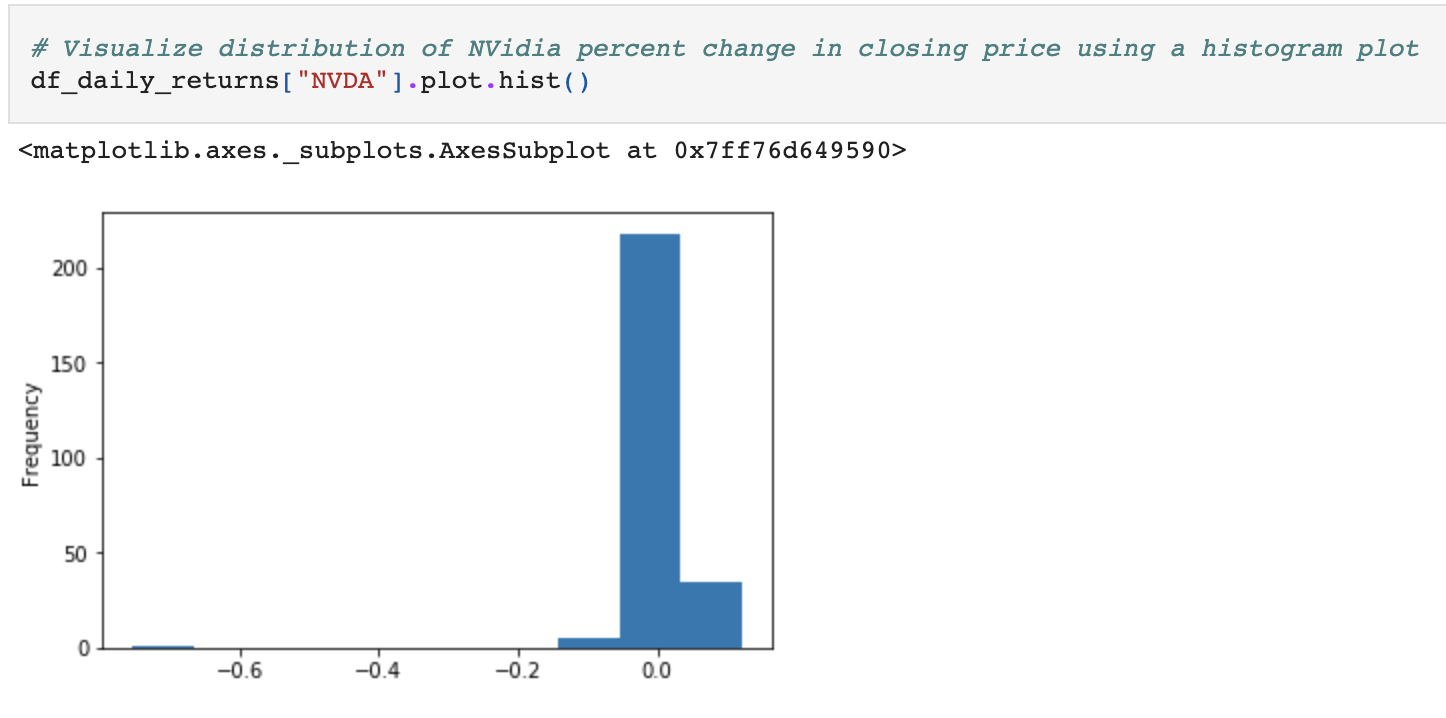 # Visualize distribution of NVidia percent change in closing price using a histogram plot
df_daily_returns["NVDA"].plot.hist()
<matplotlib.axes._subplots.AxesSubplot at 0x7ff76d649590>
200
150
100
50
0
Frequency
−0.6 −0.4 −0.2 0.0